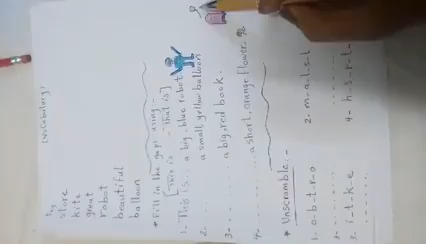 (Vocabulary)
toy
store
kite
great
robot
beautiful
balloon
* Fill in the gaps using:-
[This is - That is]
1- This is... a big, blue robot
2- ........ a small, yellow balloon
3- ........ a big, red book.
4- ........ a short, orange flower.
* Unscramble:-
1- o-b-t-r-o
2- m-a-l-s-l
3- i-t-k-e
4- h-s-r-t-